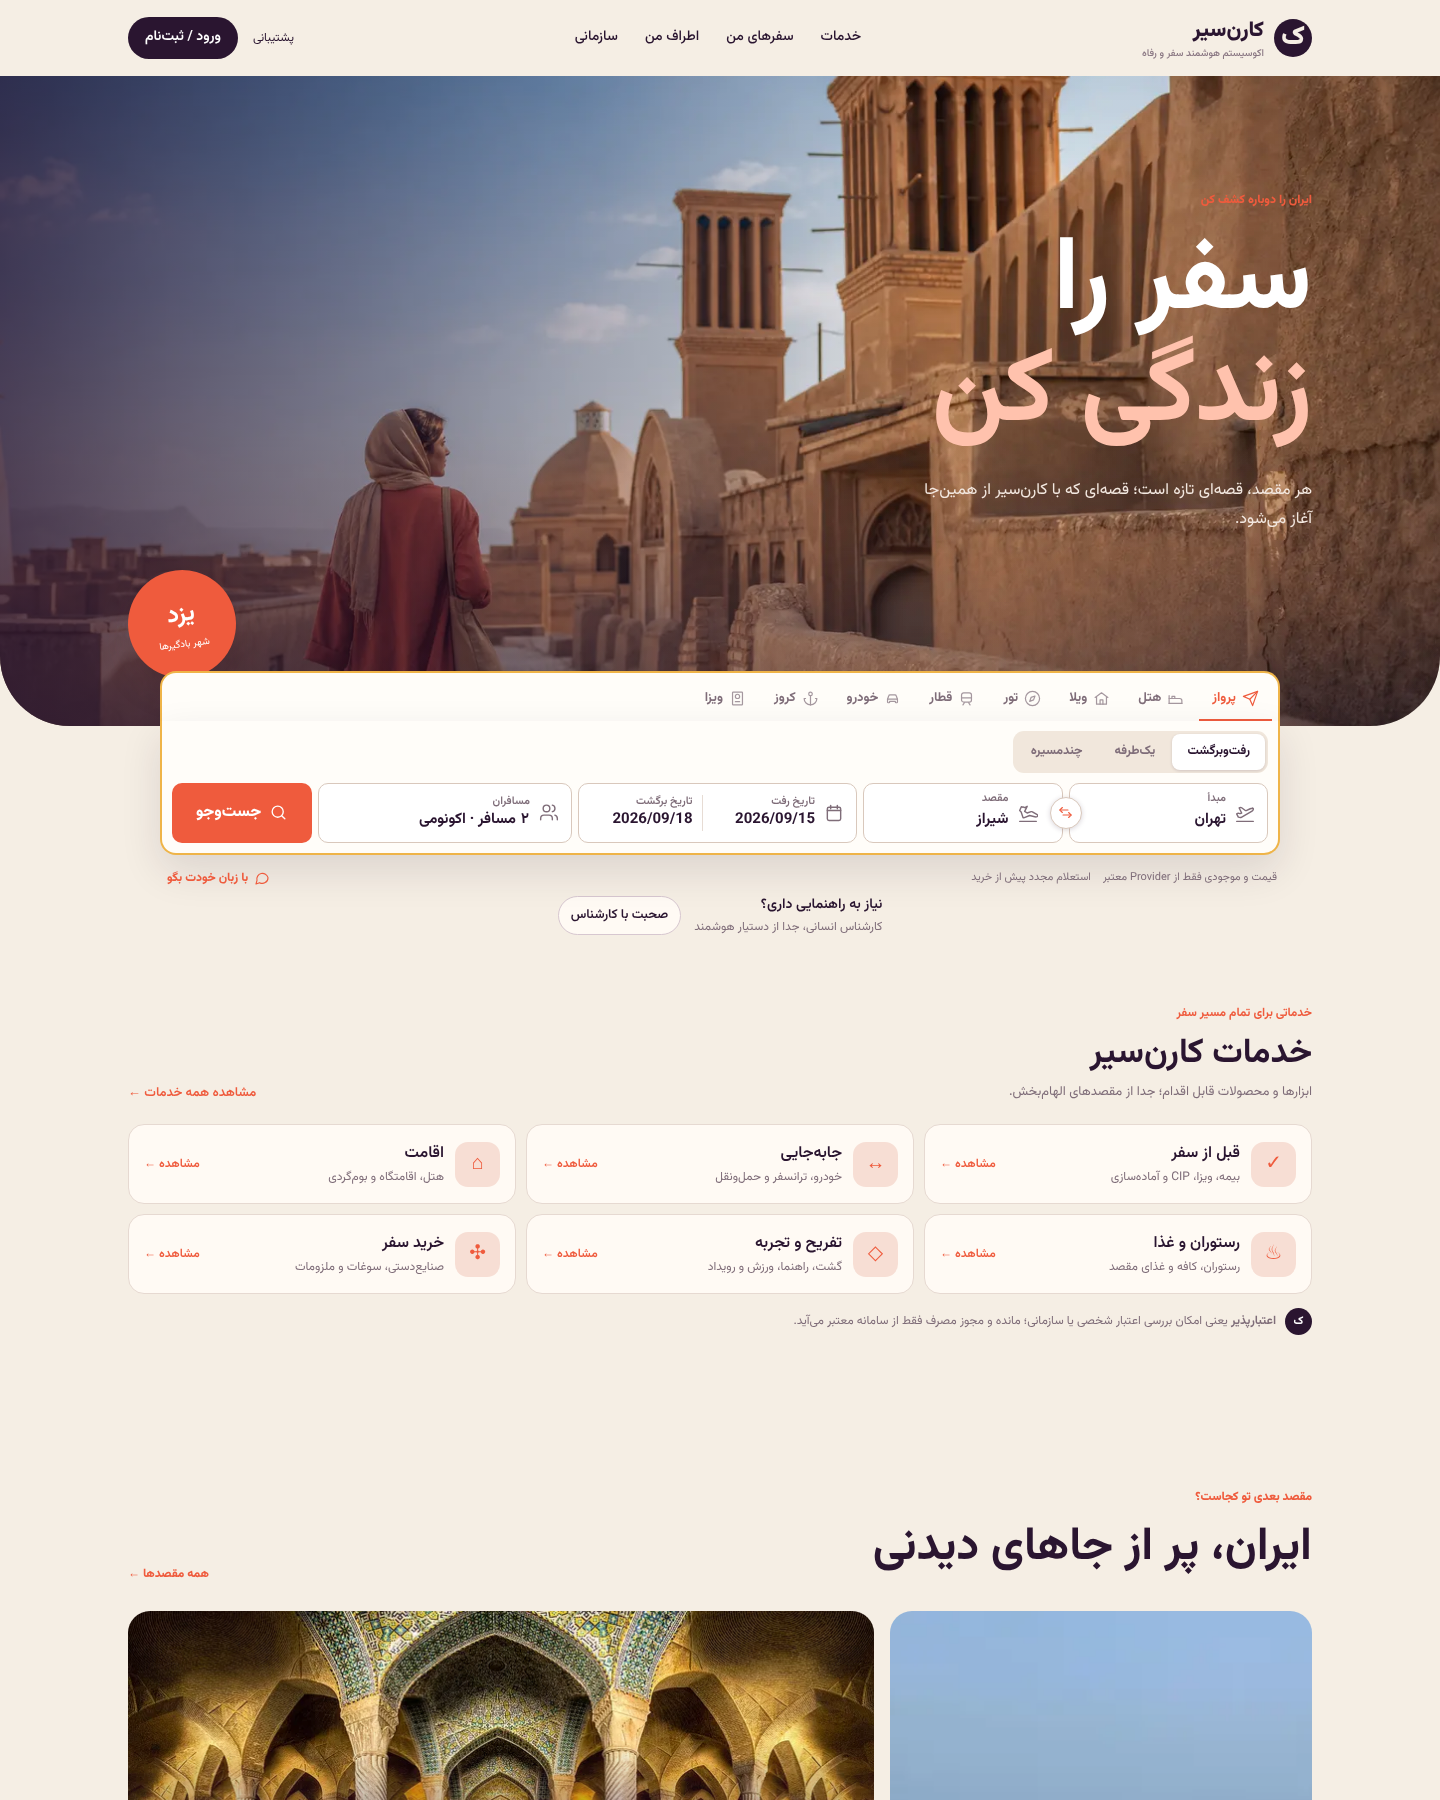 ک
کارن‌سیر
اکوسیستم هوشمند سفر و رفاه
خدمات
سفرهای من
اطراف من
سازمانی
پشتیبانی
ورود / ثبت‌نام
ایران را دوباره کشف کن
سفر را
زندگی کن
هر مقصد، قصه‌ای تازه است؛ قصه‌ای که با کارن‌سیر از همین‌جا
آغاز می‌شود.
یزد
شهر بادگیرها
پرواز
هتل
ویلا
تور
قطار
خودرو
کروز
ویزا
رفت‌وبرگشت
یک‌طرفه
چندمسیره
مبدأ
تهران
مقصد
شیراز
تاریخ رفت
2026/09/15
تاریخ برگشت
2026/09/18
مسافران
۲ مسافر · اکونومی
جست‌وجو
قیمت و موجودی فقط از Provider معتبر
استعلام مجدد پیش از خرید
با زبان خودت بگو
نیاز به راهنمایی داری؟
کارشناس انسانی، جدا از دستیار هوشمند
صحبت با کارشناس
خدماتی برای تمام مسیر سفر
خدمات کارن‌سیر
ابزارها و محصولات قابل اقدام؛ جدا از مقصدهای الهام‌بخش.
مشاهده همه خدمات ←
قبل از سفر
بیمه، ویزا، CIP و آماده‌سازی
مشاهده ←
جابه‌جایی
خودرو، ترانسفر و حمل‌ونقل
مشاهده ←
اقامت
هتل، اقامتگاه و بوم‌گردی
مشاهده ←
رستوران و غذا
رستوران، کافه و غذای مقصد
مشاهده ←
تفریح و تجربه
گشت، راهنما، ورزش و رویداد
مشاهده ←
خرید سفر
صنایع‌دستی، سوغات و ملزومات
مشاهده ←
ک
اعتبارپذیر یعنی امکان بررسی اعتبار شخصی یا سازمانی؛ مانده و مجوز مصرف فقط از سامانه معتبر می‌آید.
مقصد بعدی تو کجاست؟
ایران، پر از جاهای دیدنی
همه مقصدها ←